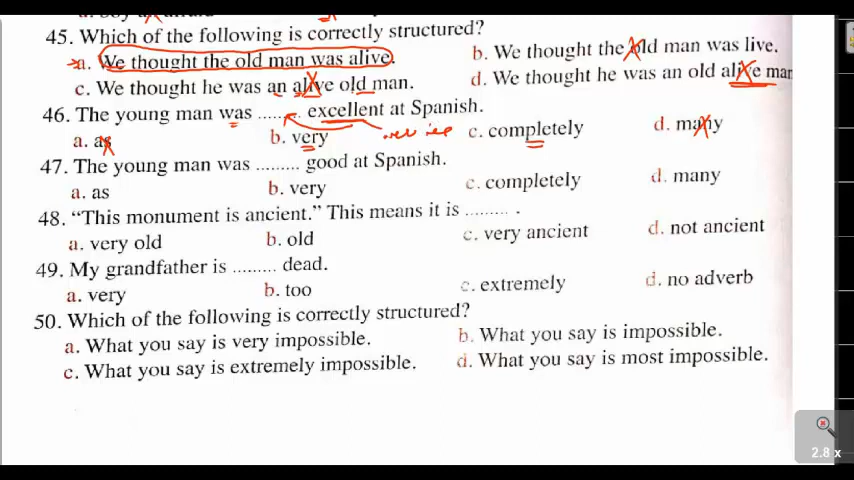 45. Which of the following is correctly structured?
a. We thought the old man was alive.
b. We thought the old man was live.
c. We thought he was an alive old man.
d. We thought he was an old alive man
46. The young man was ........ excellent at Spanish.
a. as
b. very
c. completely
d. many
47. The young man was ......... good at Spanish.
a. as
b. very
c. completely
d. many
48. “This monument is ancient.” This means it is ......... .
a. very old
b. old
c. very ancient
d. not ancient
49. My grandfather is ......... dead.
a. very
b. too
c. extremely
d. no adverb
50. Which of the following is correctly structured?
a. What you say is very impossible.
b. What you say is impossible.
c. What you say is extremely impossible.
d. What you say is most impossible.
2.8 x